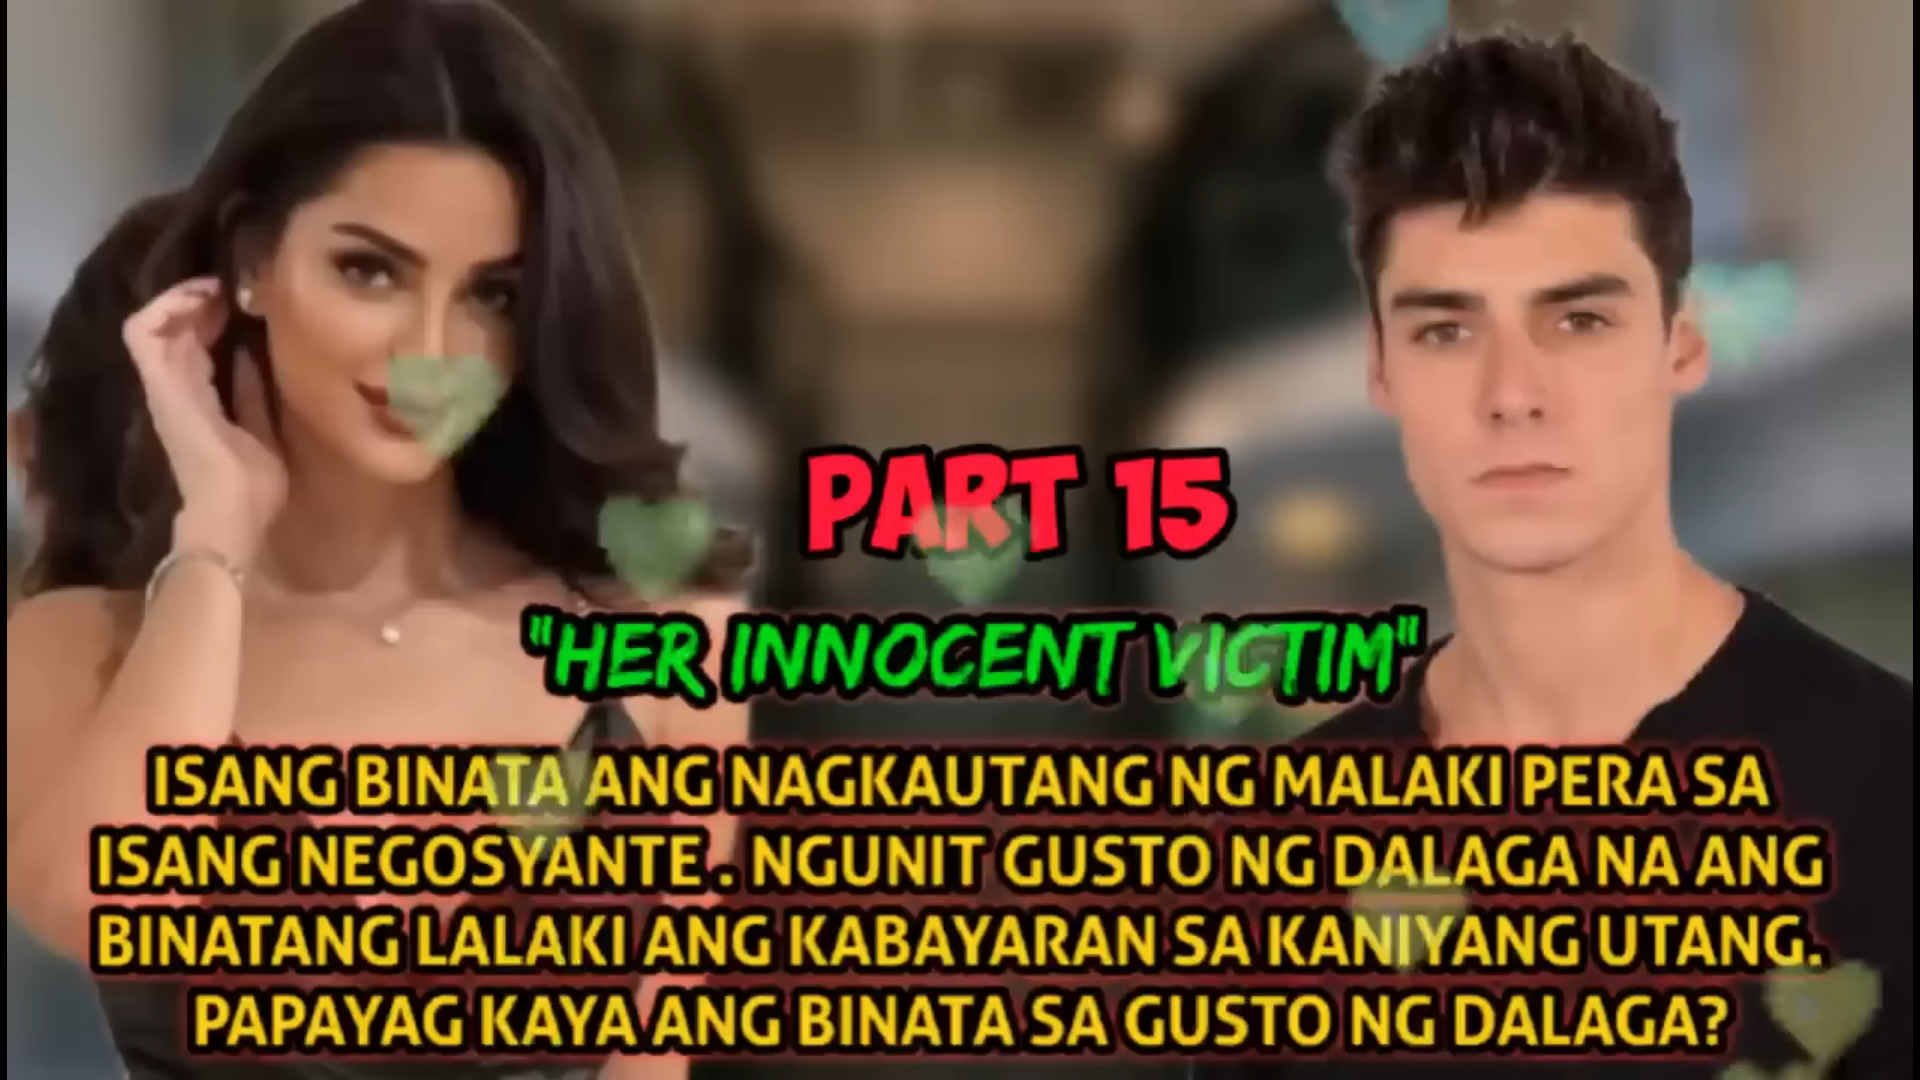 PART 15
"HER INNOCENT VICTIM"
ISANG BINATA ANG NAGKAUTANG NG MALAKI PERA SA
ISANG NEGOSYANTE. NGUNIT GUSTO NG DALAGA NA ANG
BINATANG LALAKI ANG KABAYARAN SA KANIYANG UTANG.
PAPAYAG KAYA ANG BINATA SA GUSTO NG DALAGA?